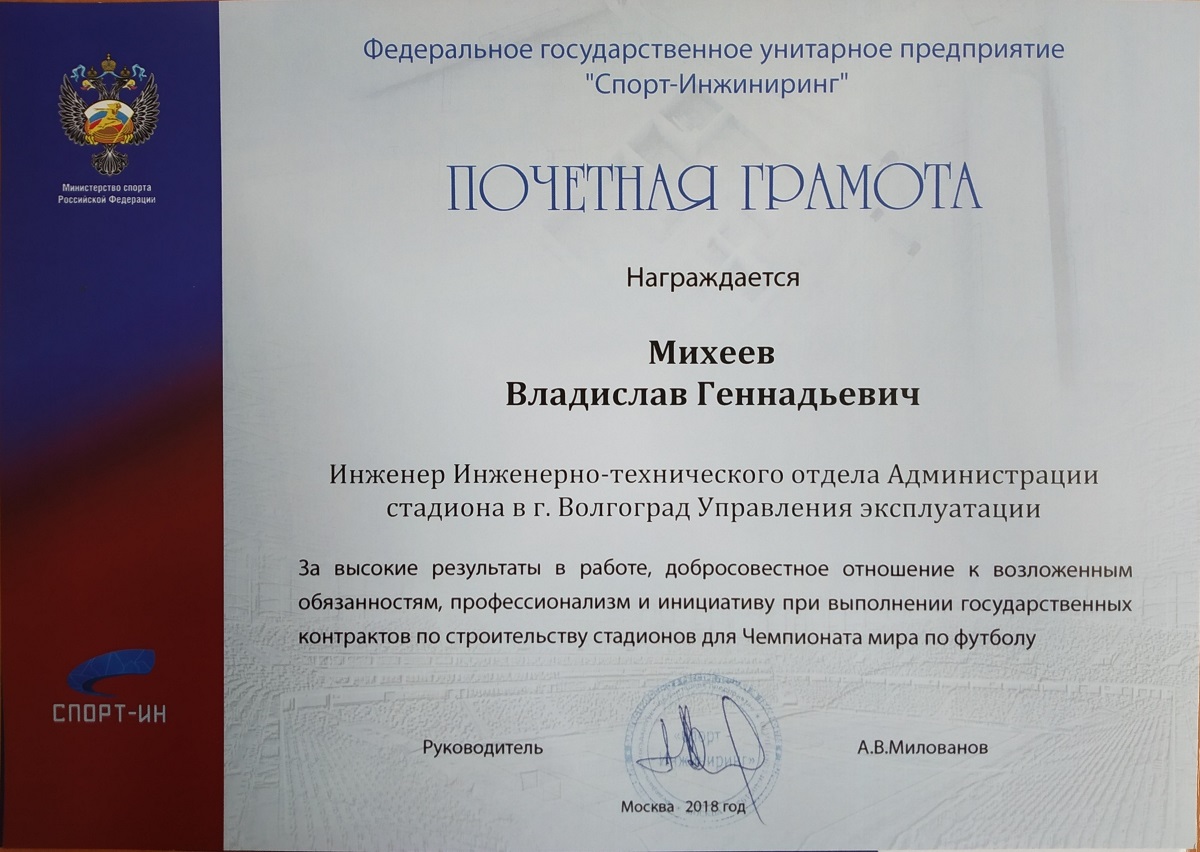 Федеральное государственное унитарное предприятие
"Спорт-Инжиниринг"
Министерство спорта
Российской Федерации
ПОЧЕТНАЯ ГРАМОТА
Награждается
Михеев
Владислав Геннадьевич
Инженер Инженерно-технического отдела Администрации
стадиона в г. Волгоград Управления эксплуатации
За высокие результаты в работе, добросовестное отношение к возложенным
обязанностям, профессионализм и инициативу при выполнении государственных
контрактов по строительству стадионов для Чемпионата мира по футболу
СПОРТ-ИН
Руководитель
А.В.Милованов
Москва 2018 год